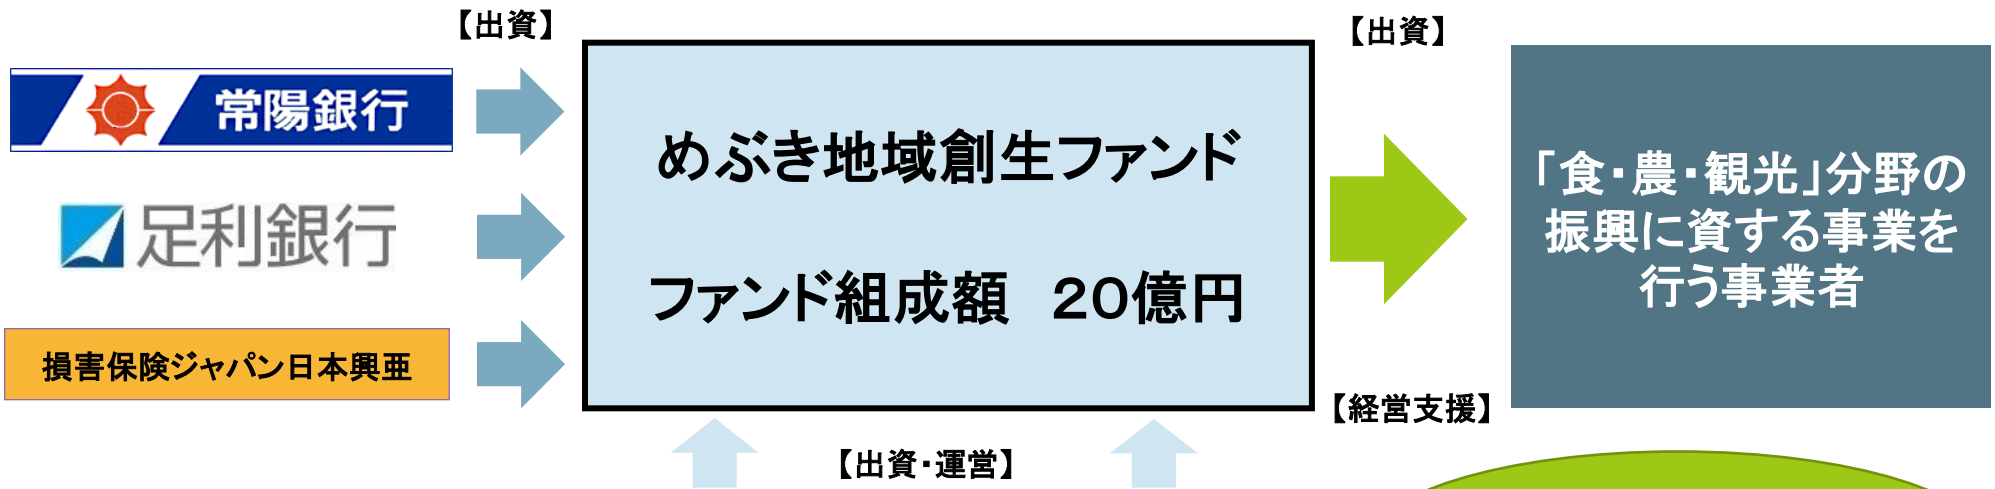 【出資】
常陽銀行
足利銀行
損害保険ジャパン日本興亜
めぶき地域創生ファンド
ファンド組成額　20億円
【出資・運営】
【出資】
「食・農・観光」分野の
振興に資する事業を
行う事業者
【経営支援】